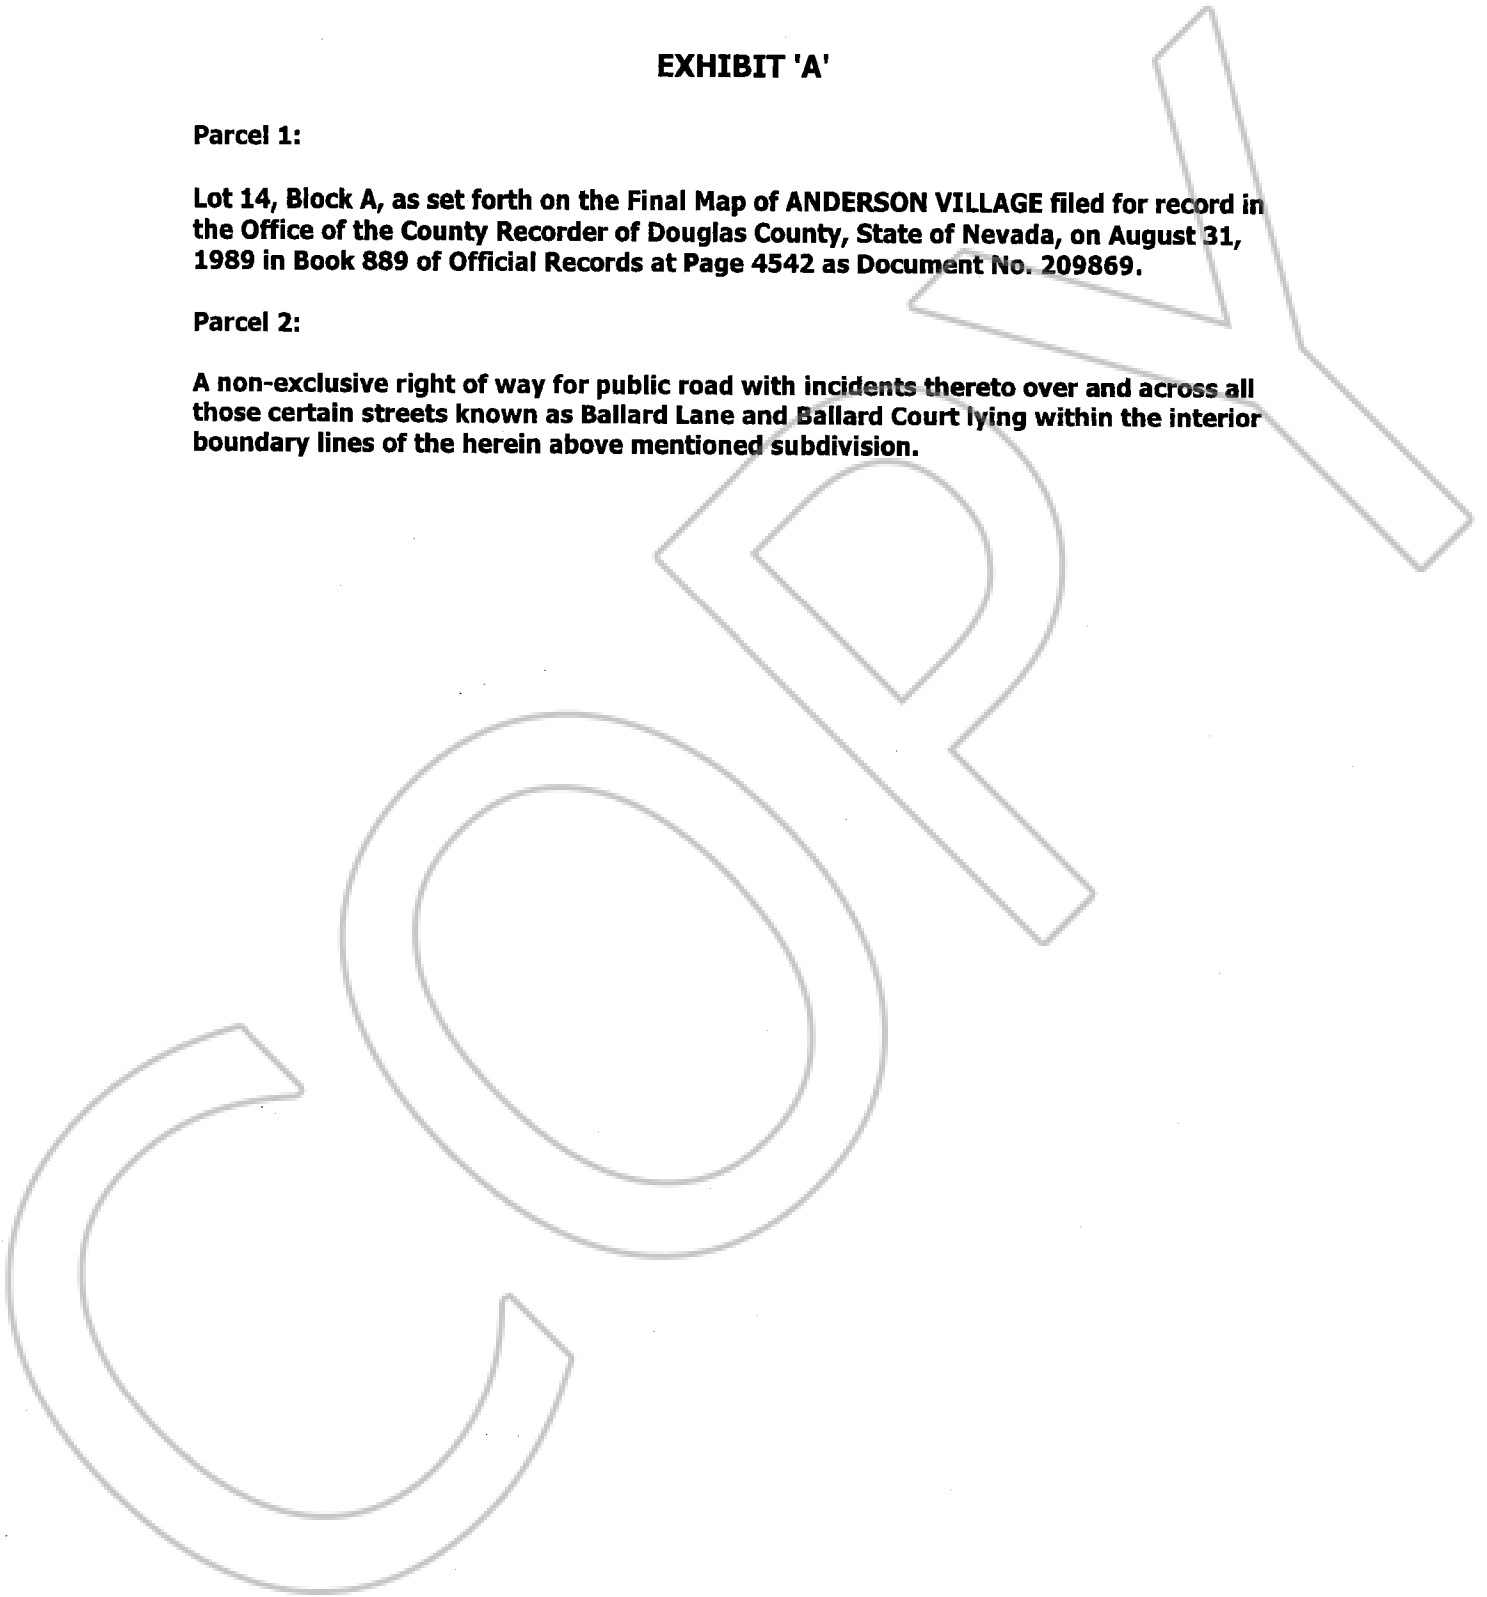 EXHIBIT 'A'
Parcel 1:
Lot 14, Block A, as set forth on the Final Map of ANDERSON VILLAGE filed for record in
the Office of the County Recorder of Douglas County, State of Nevada, on August 31,
1989 in Book 889 of Official Records at Page 4542 as Document No. 209869.
Parcel 2:
A non-exclusive right of way for public road with incidents thereto over and across all
those certain streets known as Ballard Lane and Ballard Court lying within the interior
boundary lines of the herein above mentioned subdivision.
COPY